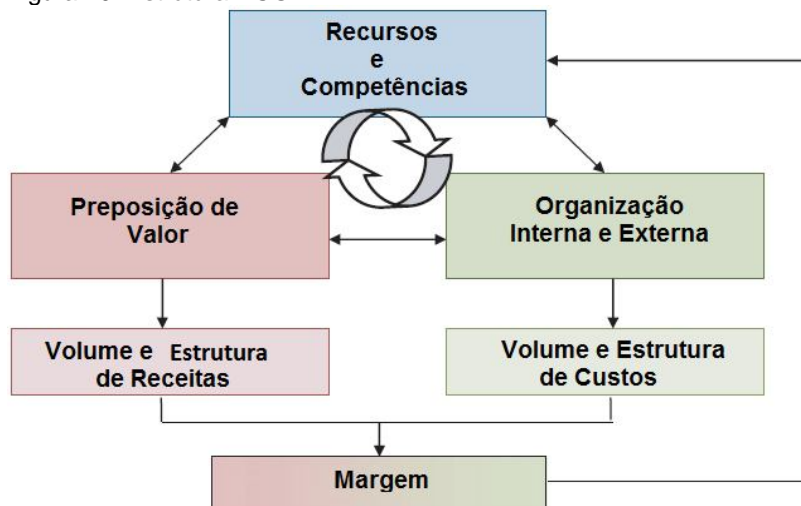 Recursos
e
Competências
Preposição de
Valor
Organização
Interna e Externa
Volume e Estrutura
de Receitas
Volume e Estrutura
de Custos
Margem